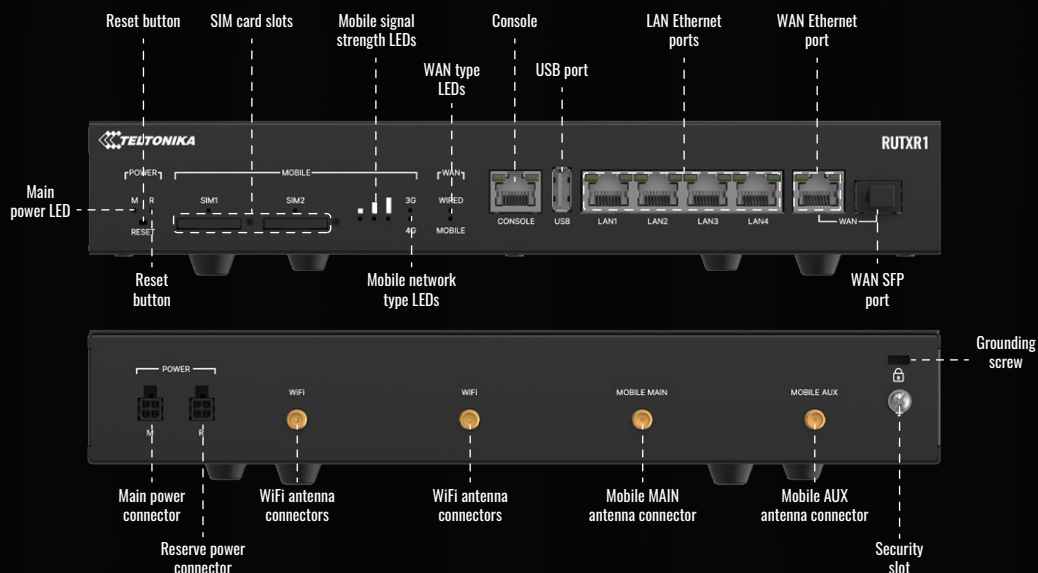 Reset button
SIM card slots
Mobile signal
strength LEDs
Console
LAN Ethernet
ports
WAN Ethernet
port
WAN type
LEDs
USB port
TELTONIKA
RUTXR1
POWER
MOBILE
WAN
Main
power LED
M R
SIM1
SIM2
3G
WIRED
RESET
4G
MOBILE
CONSOLE
USB
LAN1
LAN2
LAN3
LAN4
WAN
Reset
button
Mobile network
type LEDs
WAN SFP
port
Grounding
screw
POWER
WiFi
WiFi
MOBILE MAIN
MOBILE AUX
M
R
Main power
connector
WiFi antenna
connectors
WiFi antenna
connectors
Mobile MAIN
antenna connector
Mobile AUX
antenna connector
Reserve power
connector
Security
slot